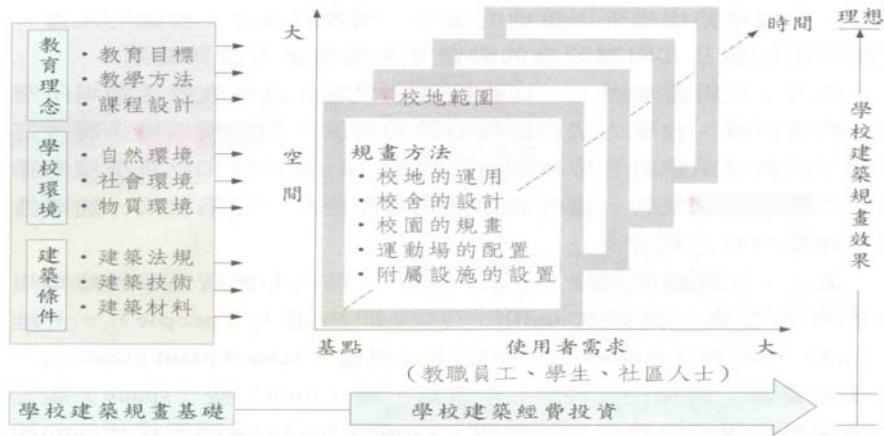 教育理念
・教育目標
・教學方法
・課程設計
學校環境
・自然環境
・社會環境
・物質環境
建築條件
・建築法規
・建築技術
・建築材料
大
空間
校地範圍
規畫方法
・校地的運用
・校舍的設計
・校園的規畫
・運動場的配置
・附屬設施的設置
時間
基點
使用者需求
大
（教職員工、學生、社區人士）
理想
學校建築規畫效果
原始
學校建築規畫基礎
學校建築經費投資